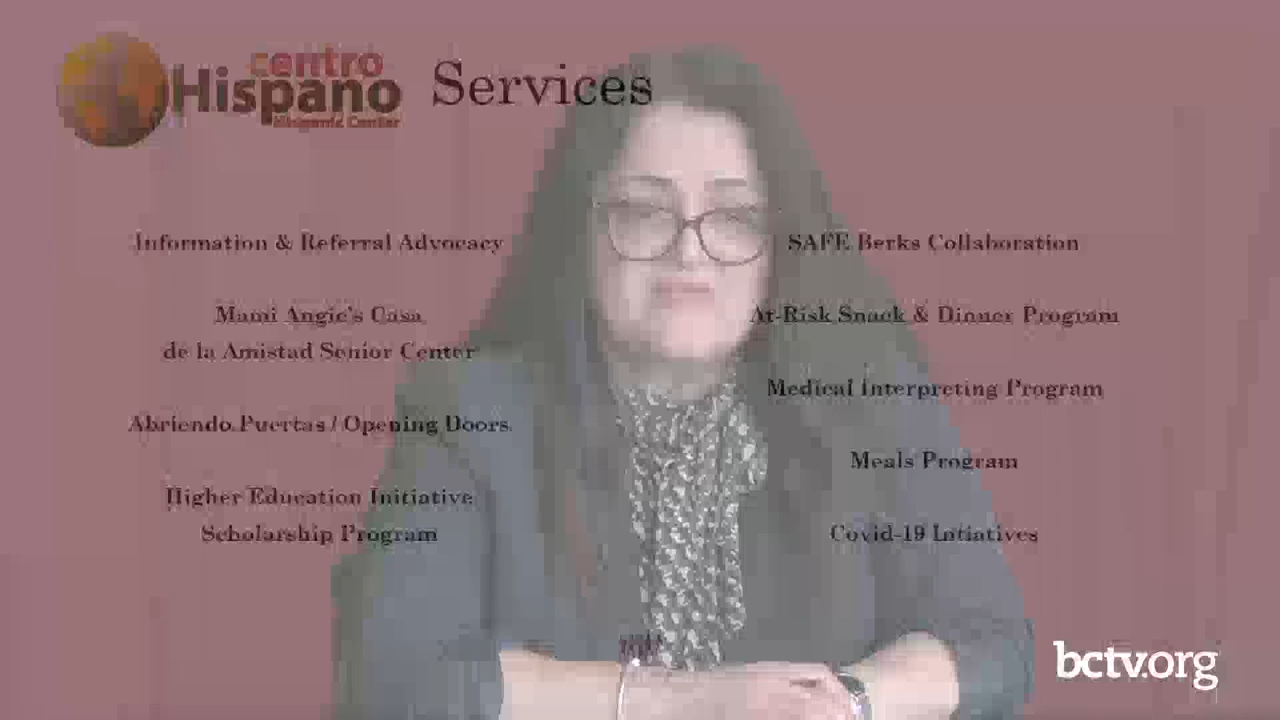 centro
Hispano
Hispanic Center
Services
Information & Referral Advocacy
Mami Angie's Casa
de la Amistad Senior Center
Abriendo Puertas / Opening Doors
Higher Education Initiative
Scholarship Program
SAFE Berks Collaboration
At-Risk Snack & Dinner Program
Medical Interpreting Program
Meals Program
Covid-19 Intiatives
bctv.org